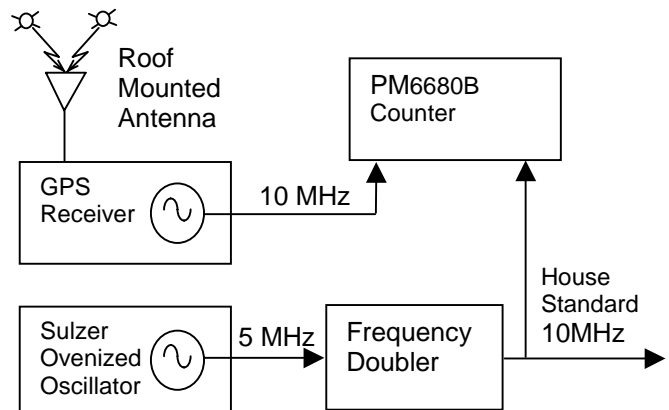 Roof
Mounted
Antenna
PM6680B
Counter
GPS
Receiver
10 MHz
House
Standard
10MHz
Sulzer
Ovenized
Oscillator
5 MHz
Frequency
Doubler